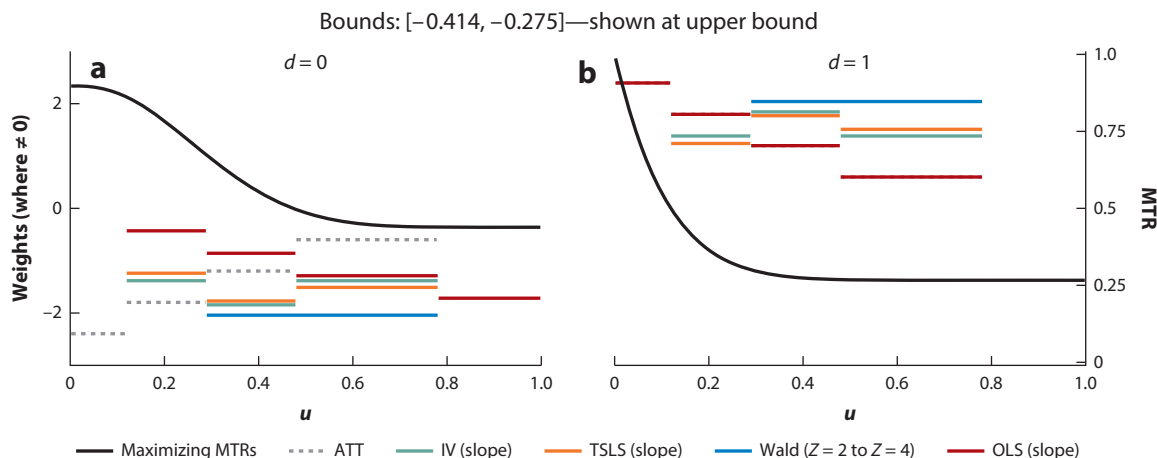 Bounds: [−0.414, −0.275]—shown at upper bound
a
d = 0
b
d = 1
Weights (where ≠ 0)
2
0
−2
0
0.2
0.4
0.6
0.8
1.0
u
0
0.2
0.4
0.6
0.8
1.0
u
1.0
0.75
0.5
0.25
0
MTR
Maximizing MTRs
ATT
IV (slope)
TSLS (slope)
Wald (Z = 2 to Z = 4)
OLS (slope)